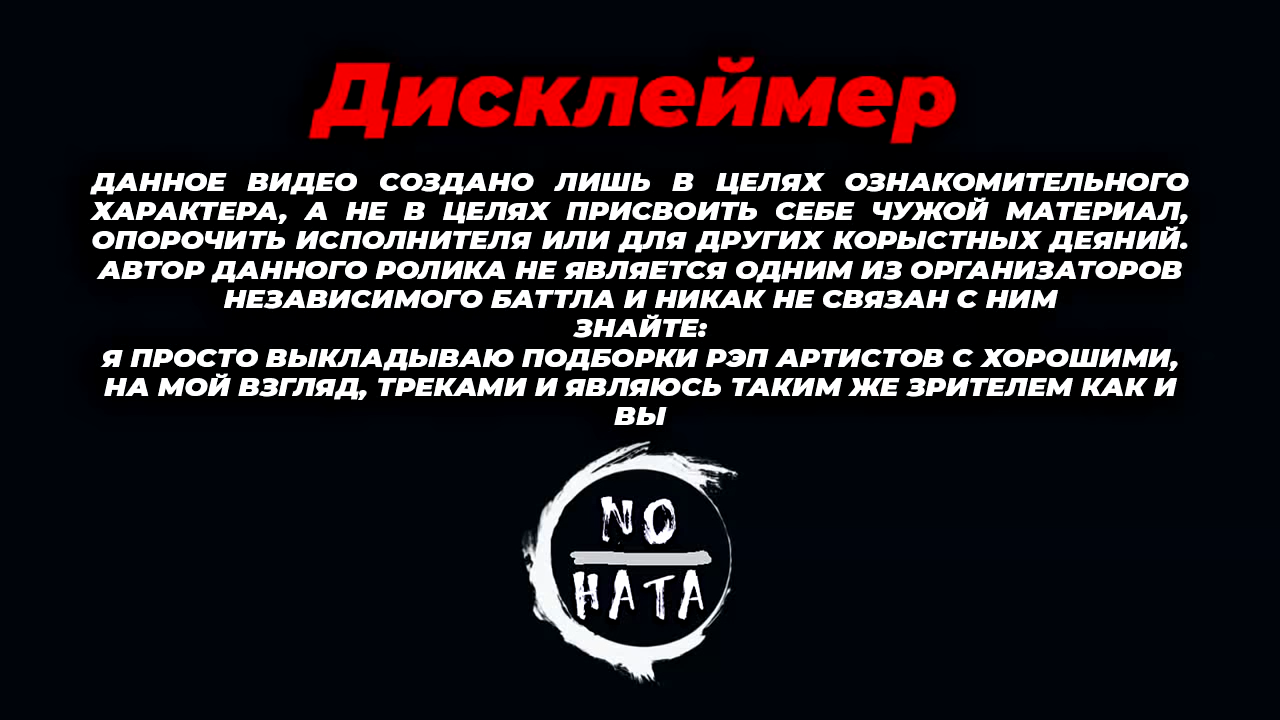 Дисклеймер
ДАННОЕ ВИДЕО СОЗДАНО ЛИШЬ В ЦЕЛЯХ ОЗНАКОМИТЕЛЬНОГО
ХАРАКТЕРА, А НЕ В ЦЕЛЯХ ПРИСВОИТЬ СЕБЕ ЧУЖОЙ МАТЕРИАЛ,
ОПОРОЧИТЬ ИСПОЛНИТЕЛЯ ИЛИ ДЛЯ ДРУГИХ КОРЫСТНЫХ ДЕЯНИЙ.
АВТОР ДАННОГО РОЛИКА НЕ ЯВЛЯЕТСЯ ОДНИМ ИЗ ОРГАНИЗАТОРОВ
НЕЗАВИСИМОГО БАТТЛА И НИКАК НЕ СВЯЗАН С НИМ
ЗНАЙТЕ:
Я ПРОСТО ВЫКЛАДЫВАЮ ПОДБОРКИ РЭП АРТИСТОВ С ХОРОШИМИ,
НА МОЙ ВЗГЛЯД, ТРЕКАМИ И ЯВЛЯЮСЬ ТАКИМ ЖЕ ЗРИТЕЛЕМ КАК И
ВЫ
NO
HATA